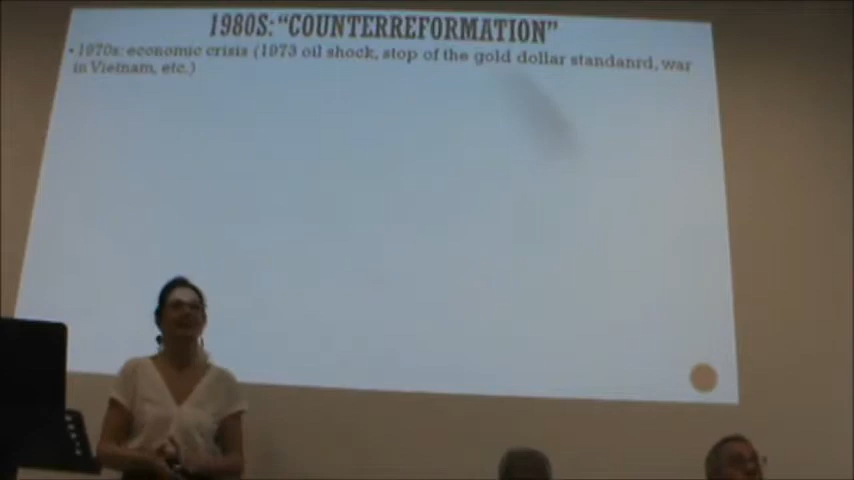 1980S: “COUNTERREFORMATION”
• 1970s: economic crisis (1973 oil shock, stop of the gold dollar standanrd, war
in Vietnam, etc.)